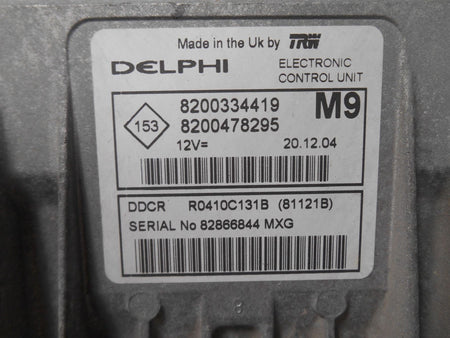 Made in the Uk by TRW
DELPHI ELECTRONIC
CONTROL UNIT
8200334419 M9
153 8200478295
12V= 20.12.04
DDCR R0410C131B (81121B)
SERIAL No 82866844 MXG